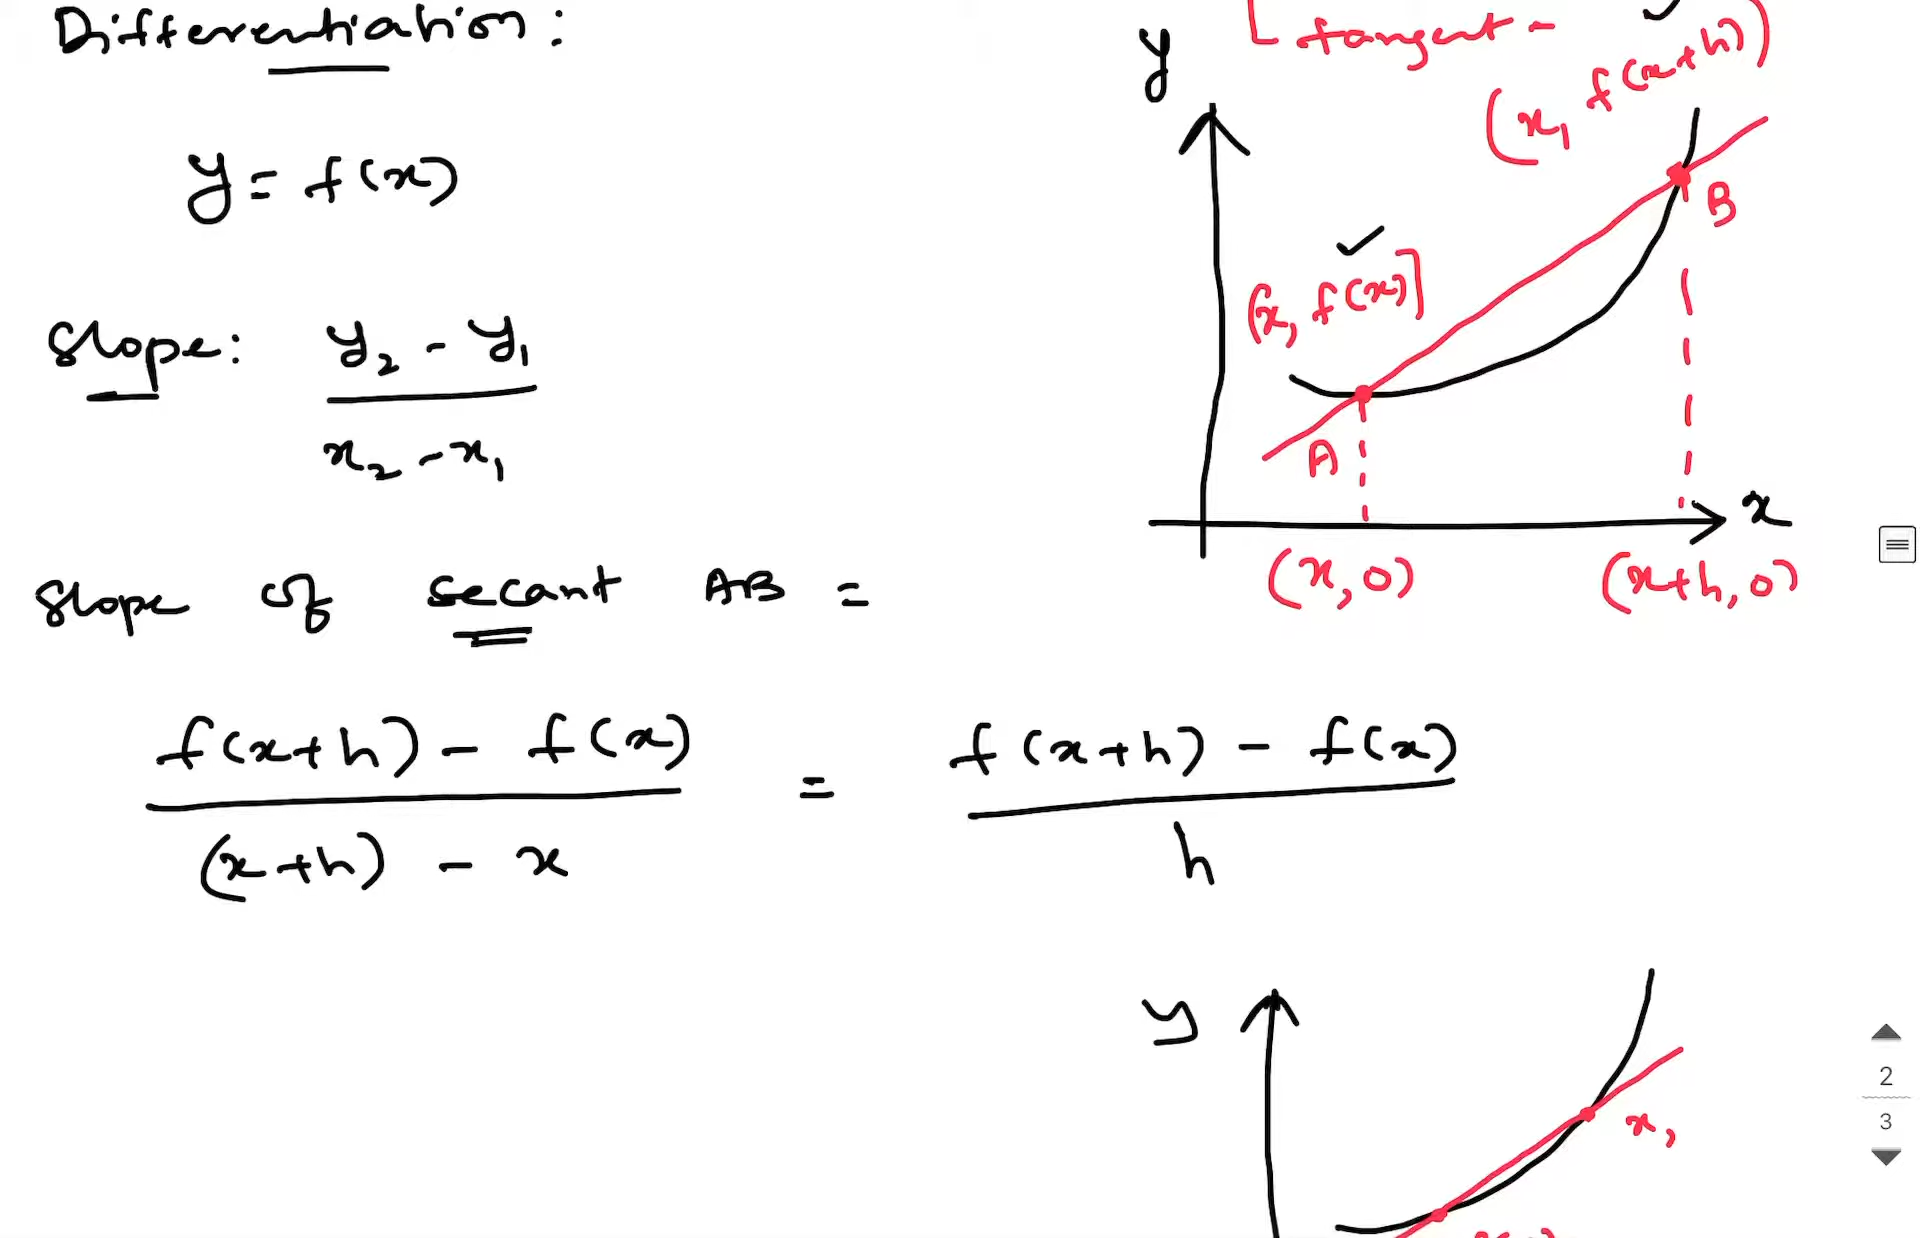 Differentiation:
y = f(x)
Slope: y₂ - y₁
x₂ - x₁
Slope of secant AB =
f(x+h) - f(x) = f(x+h) - f(x)
(x+h) - x h
tangent -
y
(x, f(x+h))
B
(x, f(x)]
A
x
(x, 0) (x+h, 0)
y
x,
2
3